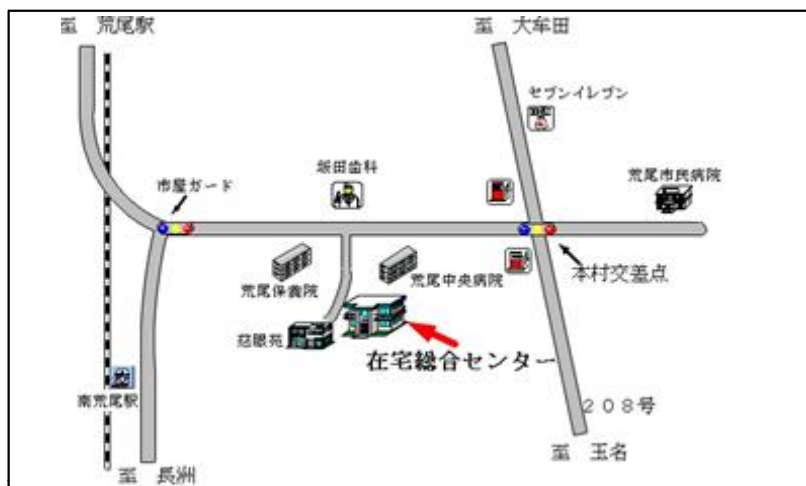 至 荒尾駅
至 大牟田
セブンイレブン
坂田歯科
荒尾市民病院
市屋ガード
本村交差点
荒尾保養院
荒尾中央病院
慈眼苑
在宅総合センター
南荒尾駅
208号
至 玉名
至 長洲